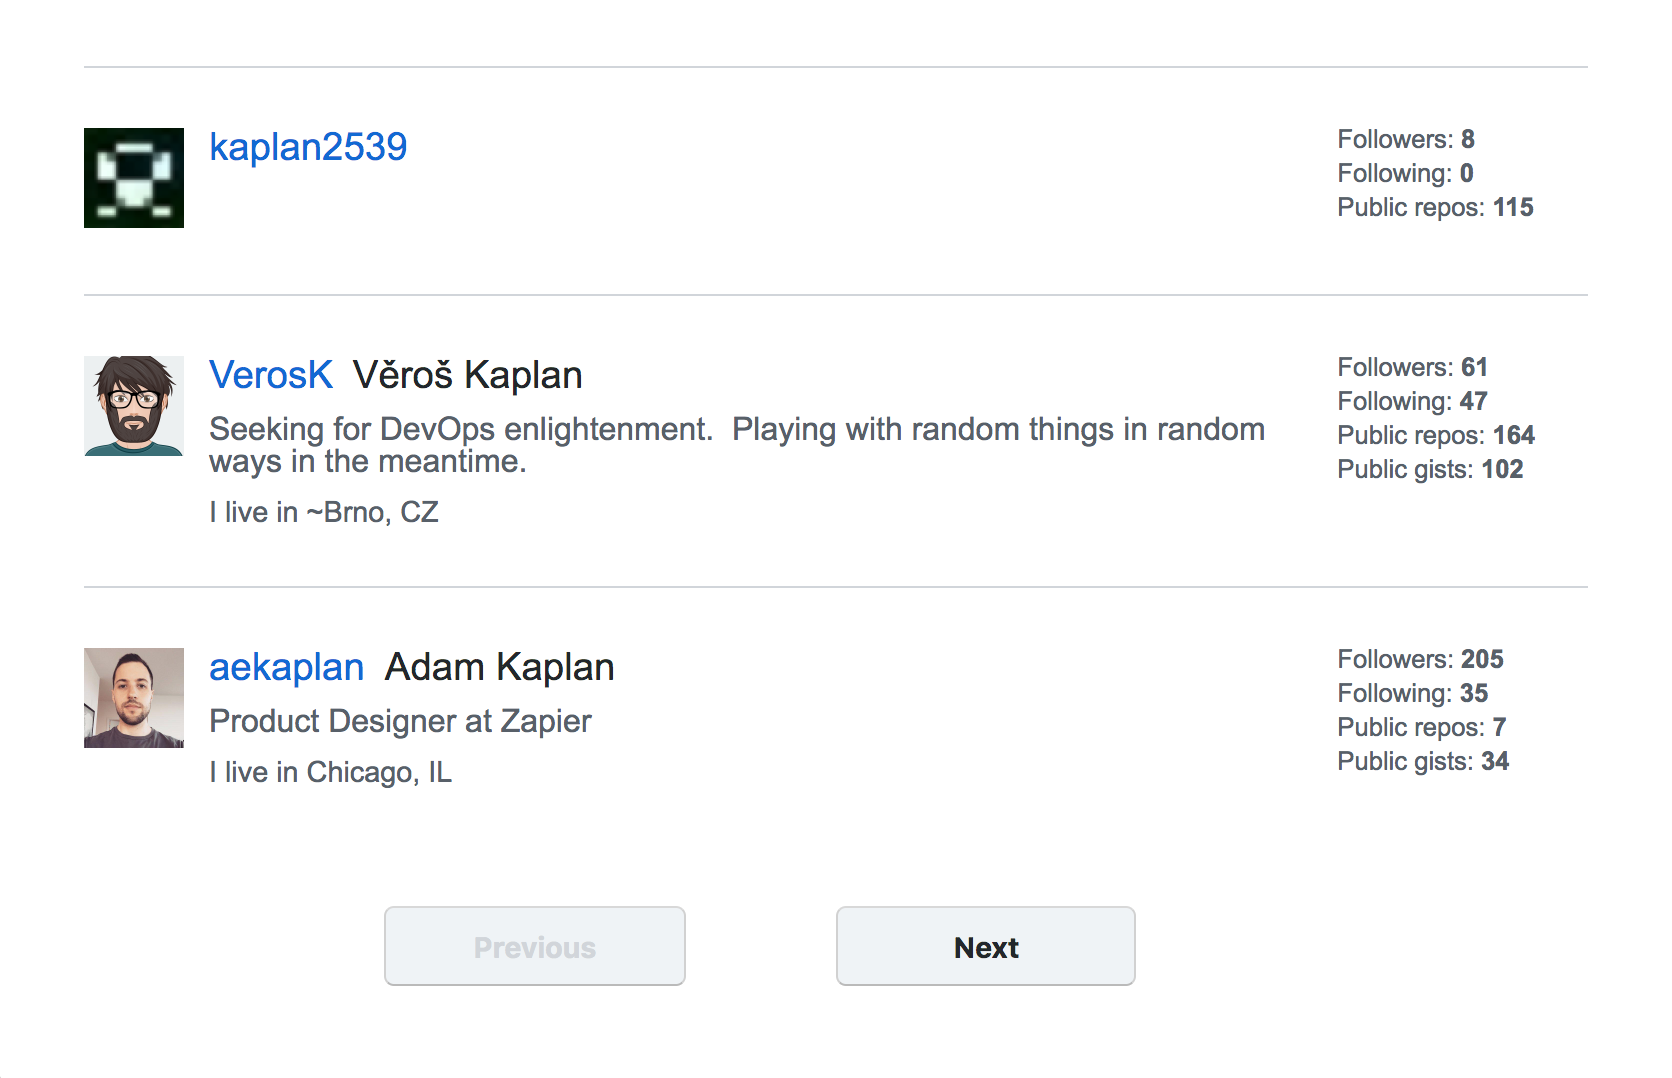 kaplan2539
Followers: 8
Following: 0
Public repos: 115
VerosK Věroš Kaplan
Seeking for DevOps enlightenment.  Playing with random things in random
ways in the meantime.
I live in ~Brno, CZ
Followers: 61
Following: 47
Public repos: 164
Public gists: 102
aekaplan Adam Kaplan
Product Designer at Zapier
I live in Chicago, IL
Followers: 205
Following: 35
Public repos: 7
Public gists: 34
Previous
Next